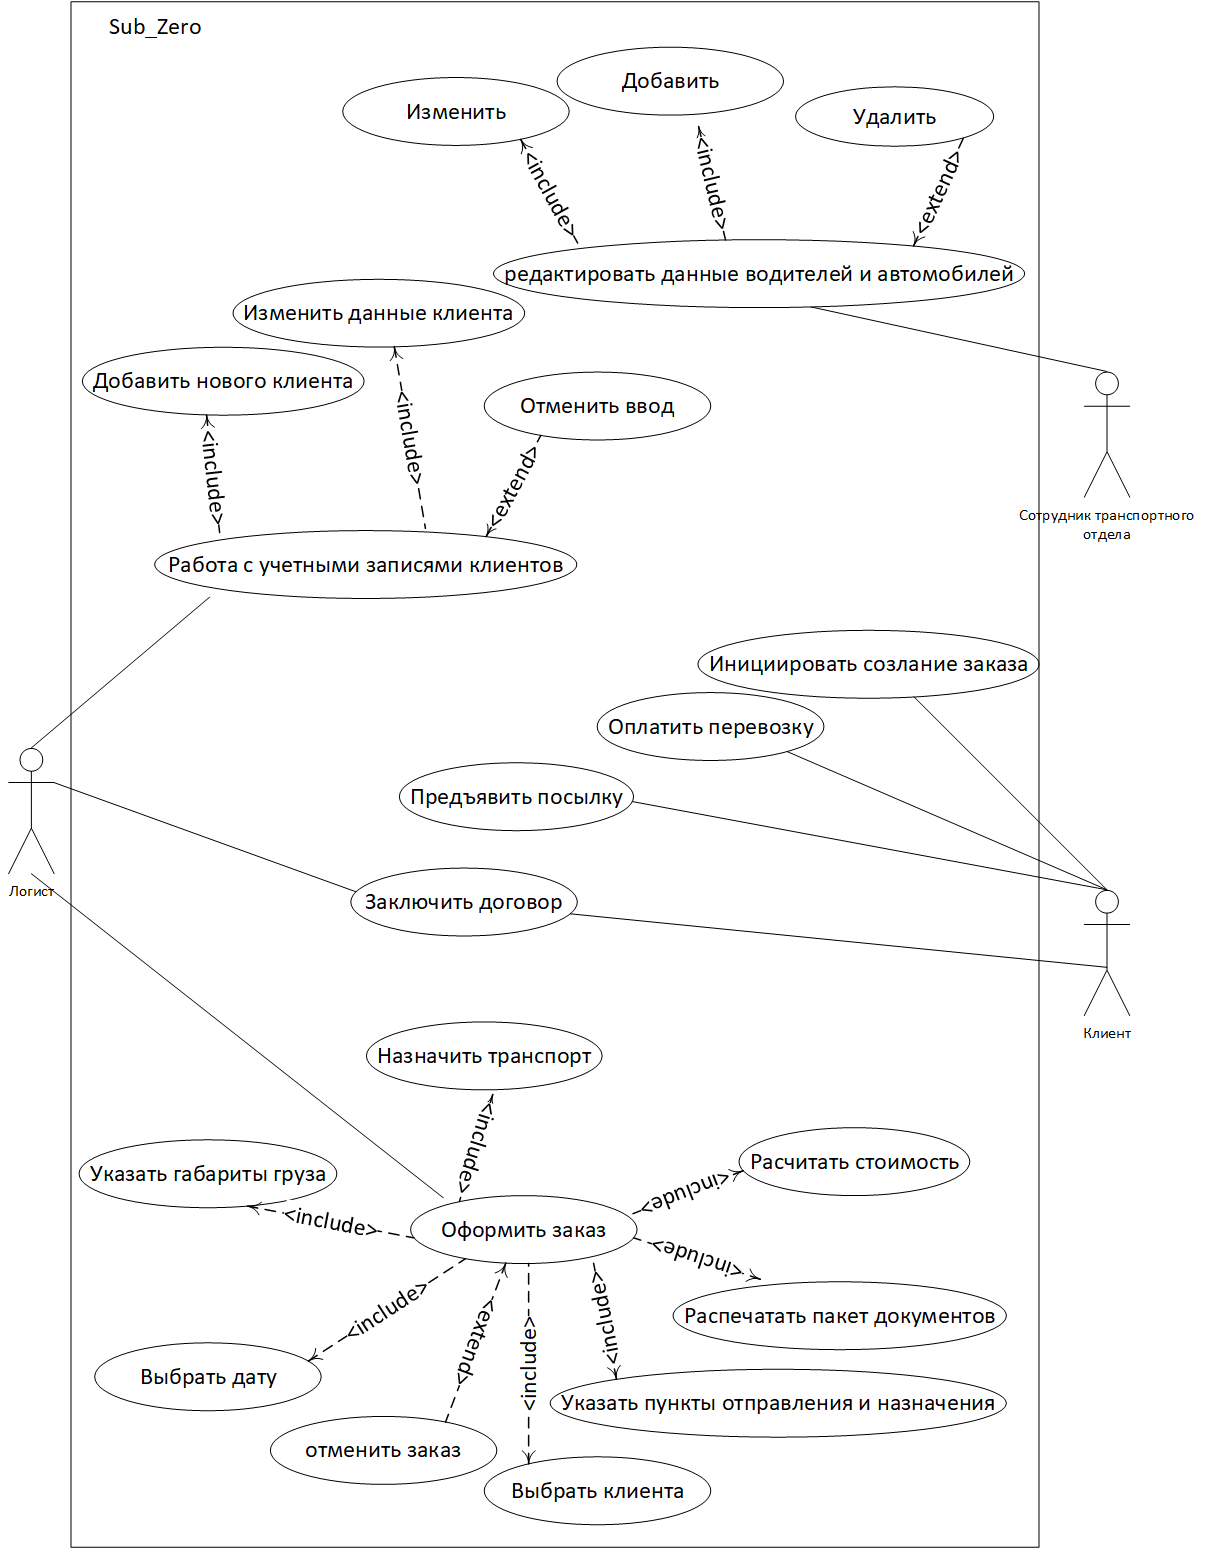 Sub_Zero
Добавить
Изменить
Удалить
<include>
<include>
<extend>
редактировать данные водителей и автомобилей
Изменить данные клиента
Добавить нового клиента
Отменить ввод
<include>
<include>
<extend>
Сотрудник транспортного
отдела
Работа с учетными записями клиентов
Инициировать созлание заказа
Оплатить перевозку
Предъявить посылку
Логист
Заключить договор
Клиент
Назначить транспорт
<include>
Расчитать стоимость
Указать габариты груза
<include>
<include>
Оформить заказ
<include>
<include>
<include>
<extend>
<include>
Распечатать пакет документов
Выбрать дату
Указать пункты отправления и назначения
отменить заказ
Выбрать клиента